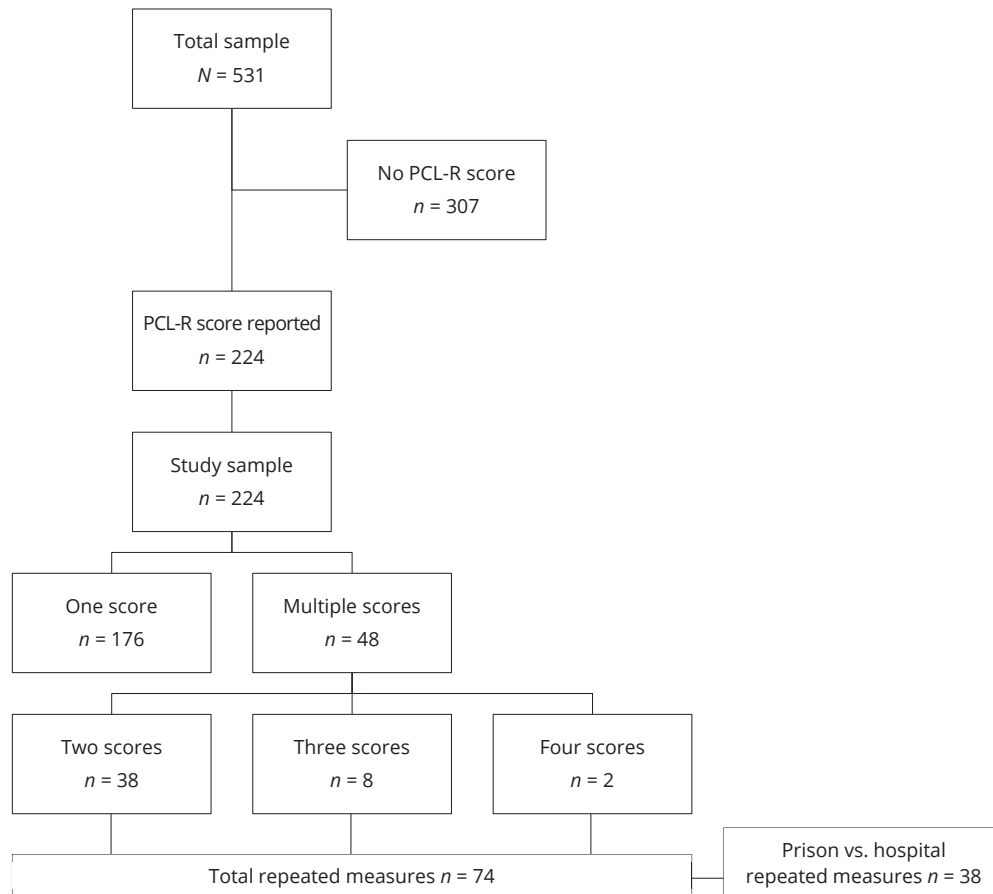 Total sample
N = 531
No PCL-R score
n = 307
PCL-R score reported
n = 224
Study sample
n = 224
One score
n = 176
Multiple scores
n = 48
Two scores
n = 38
Three scores
n = 8
Four scores
n = 2
Total repeated measures n = 74
Prison vs. hospital
repeated measures n = 38